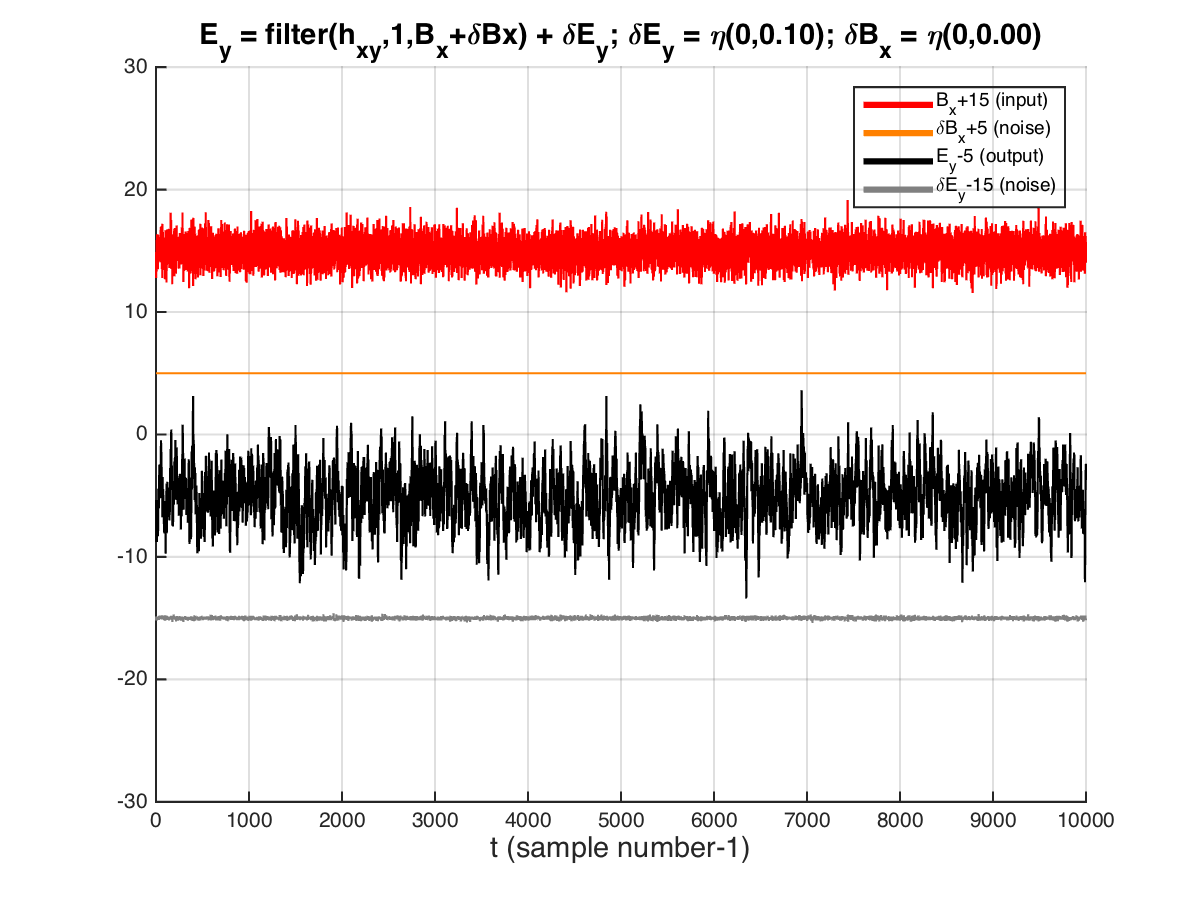 E_y = filter(h_xy,1,B_x+δBx) + δE_y; δE_y = η(0,0.10); δB_x = η(0,0.00)
30
20
10
0
-10
-20
-30
B_x+15 (input)
δB_x+5 (noise)
E_y-5 (output)
δE_y-15 (noise)
0 1000 2000 3000 4000 5000 6000 7000 8000 9000 10000
t (sample number-1)